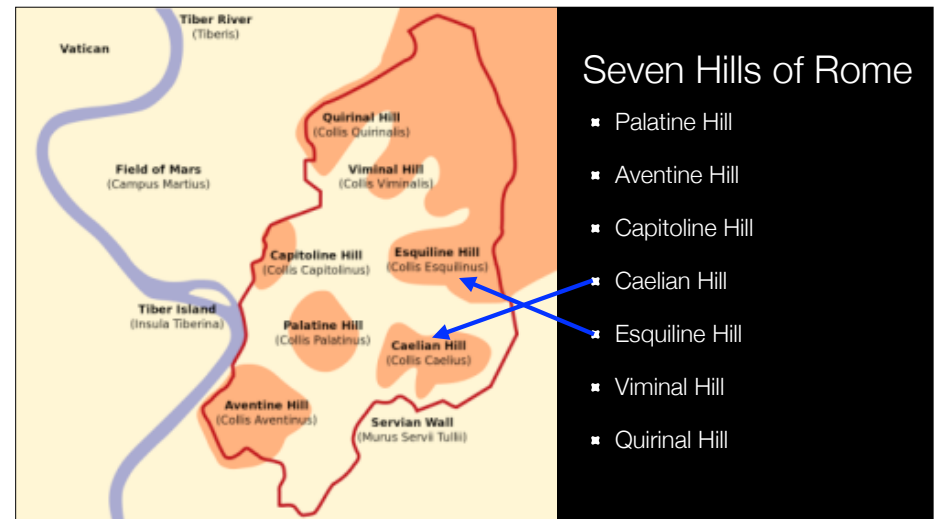 Tiber River
(Tiberis)
Vatican
Quirinal Hill
(Collis Quirinalis)
Field of Mars
(Campus Martius)
Viminal Hill
(Collis Viminalis)
Capitoline Hill
(Collis Capitolinus)
Esquiline Hill
(Collis Esquilinus)
Tiber Island
(Insula Tiberina)
Palatine Hill
(Collis Palatinus)
Caelian Hill
(Collis Caelius)
Aventine Hill
(Collis Aventinus)
Servian Wall
(Murus Servii Tullii)
Seven Hills of Rome
Palatine Hill
Aventine Hill
Capitoline Hill
Caelian Hill
Esquiline Hill
Viminal Hill
Quirinal Hill